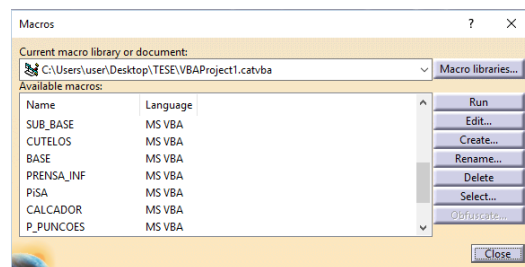 Macros ? X
Current macro library or document:
C:\Users\user\Desktop\TESE\VBAProject1.catvba Macro libraries...
Available macros:
Name Language Run
SUB_BASE MS VBA Edit...
CUTELOS MS VBA Create...
BASE MS VBA Rename...
PRENSA_INF MS VBA Delete
PiSA MS VBA Select...
CALCADOR MS VBA Obfuscate...
P_PUNCOES MS VBA
Close